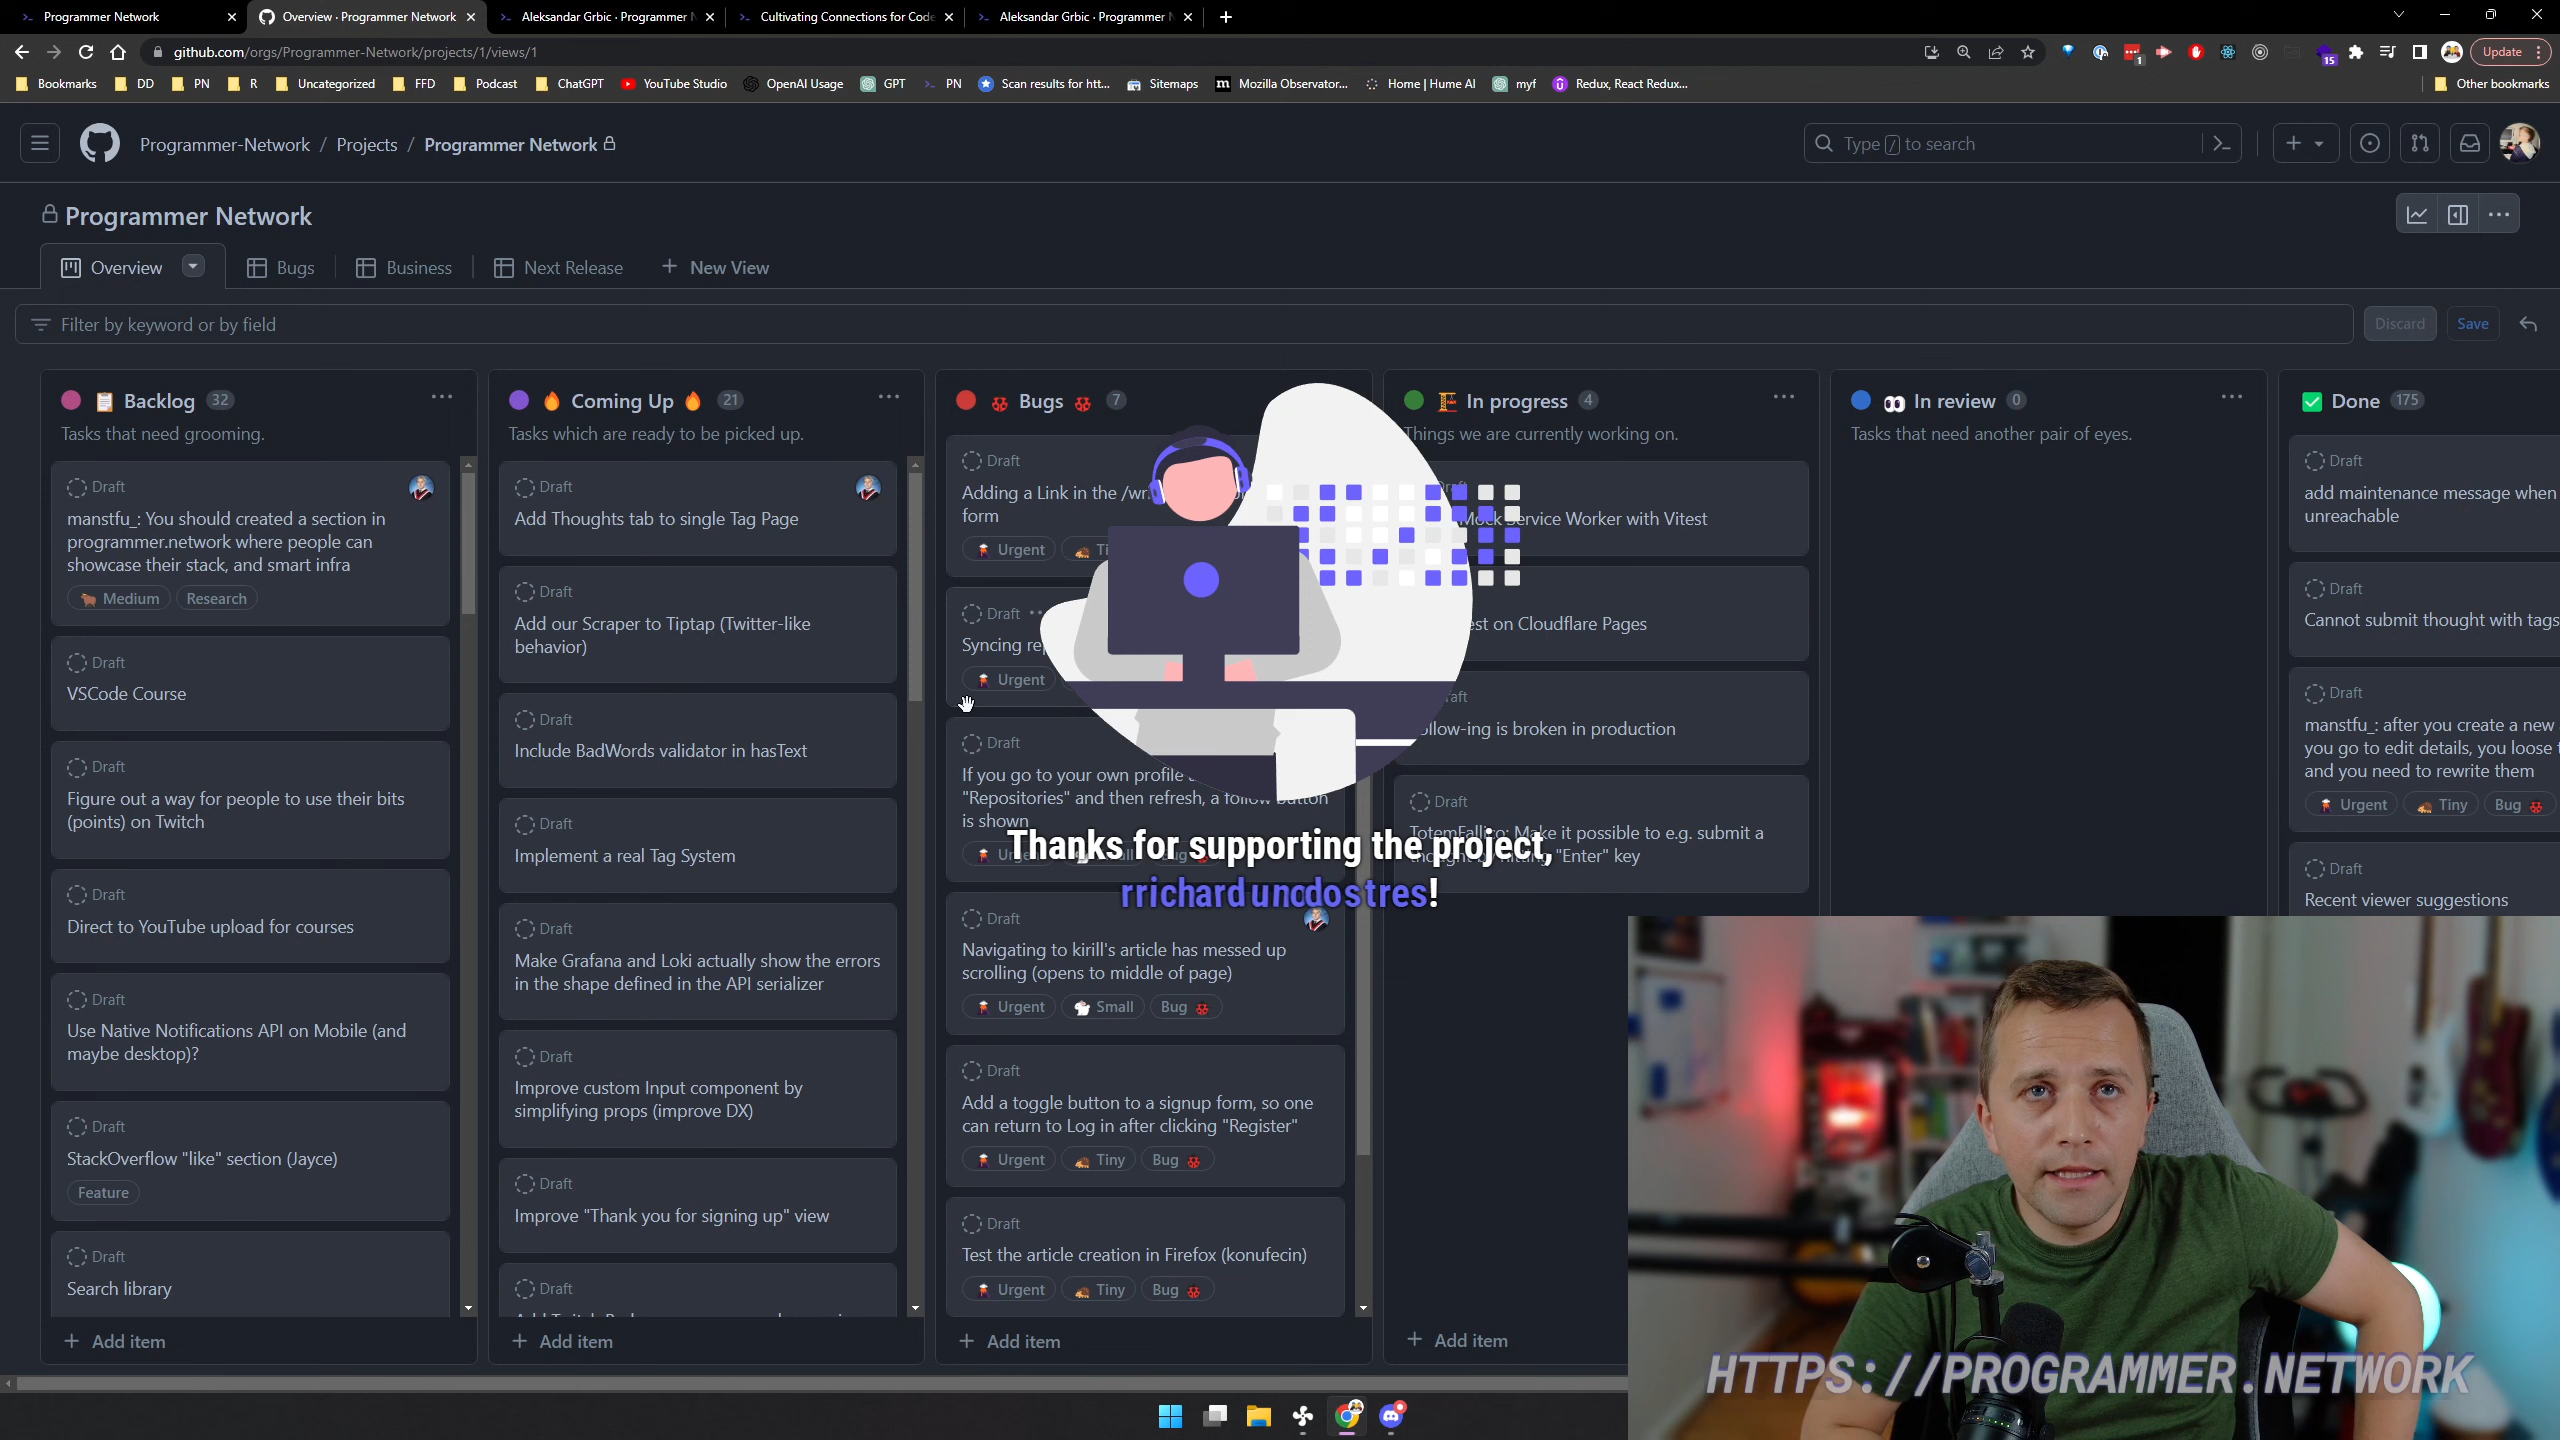 Programmer Network
Overview · Programmer Network
Aleksandar Grbic · Programmer
Cultivating Connections for Code
Aleksandar Grbic · Programmer
github.com/orgs/Programmer-Network/projects/1/views/1
1
15
Update
Bookmarks
DD
PN
R
Uncategorized
FFD
Podcast
ChatGPT
YouTube Studio
OpenAI Usage
GPT
PN
Scan results for htt...
Sitemaps
Mozilla Observator...
Home | Hume AI
myf
Redux, React Redux...
Other bookmarks
Programmer-Network / Projects / Programmer Network
Type / to search
Programmer Network
Overview
Bugs
Business
Next Release
New View
Filter by keyword or by field
Discard
Save
Backlog 32
Tasks that need grooming.
Draft
manstfu_: You should created a section in
programmer.network where people can
showcase their stack, and smart infra
Medium
Research
Draft
VSCode Course
Draft
Figure out a way for people to use their bits
(points) on Twitch
Draft
Direct to YouTube upload for courses
Draft
Use Native Notifications API on Mobile (and
maybe desktop)?
Draft
StackOverflow "like" section (Jayce)
Feature
Draft
Search library
Add item
Coming Up 21
Tasks which are ready to be picked up.
Draft
Add Thoughts tab to single Tag Page
Draft
Add our Scraper to Tiptap (Twitter-like
behavior)
Draft
Include BadWords validator in hasText
Draft
Implement a real Tag System
Draft
Make Grafana and Loki actually show the errors
in the shape defined in the API serializer
Draft
Improve custom Input component by
simplifying props (improve DX)
Draft
Improve "Thank you for signing up" view
Draft
Add item
Bugs 7
Draft
Adding a Link in the
form
Urgent
Draft
Syncing
Urgent
Draft
If you go to your own profile
"Repositories" and then refresh, a follow button
is shown
Draft
Navigating to kirill's article has messed up
scrolling (opens to middle of page)
Urgent
Small
Bug
Draft
Add a toggle button to a signup form, so one
can return to Log in after clicking "Register"
Urgent
Tiny
Bug
Draft
Test the article creation in Firefox (konufecin)
Urgent
Tiny
Bug
Add item
In progress 4
Things we are currently working on.
Mock Service Worker with Vitest
on Cloudflare Pages
is broken in production
Draft
TotemFallico: Make it possible to e.g. submit a
thought by hitting "Enter" key
Add item
In review 0
Tasks that need another pair of eyes.
Done 175
Draft
add maintenance message when
unreachable
Draft
Cannot submit thought with tags
Draft
manstfu_: after you create a new
you go to edit details, you loose
and you need to rewrite them
Urgent
Tiny
Bug
Draft
Recent viewer suggestions
Thanks for supporting the project,
rrichardunodostres!
HTTPS://PROGRAMMER.NETWORK